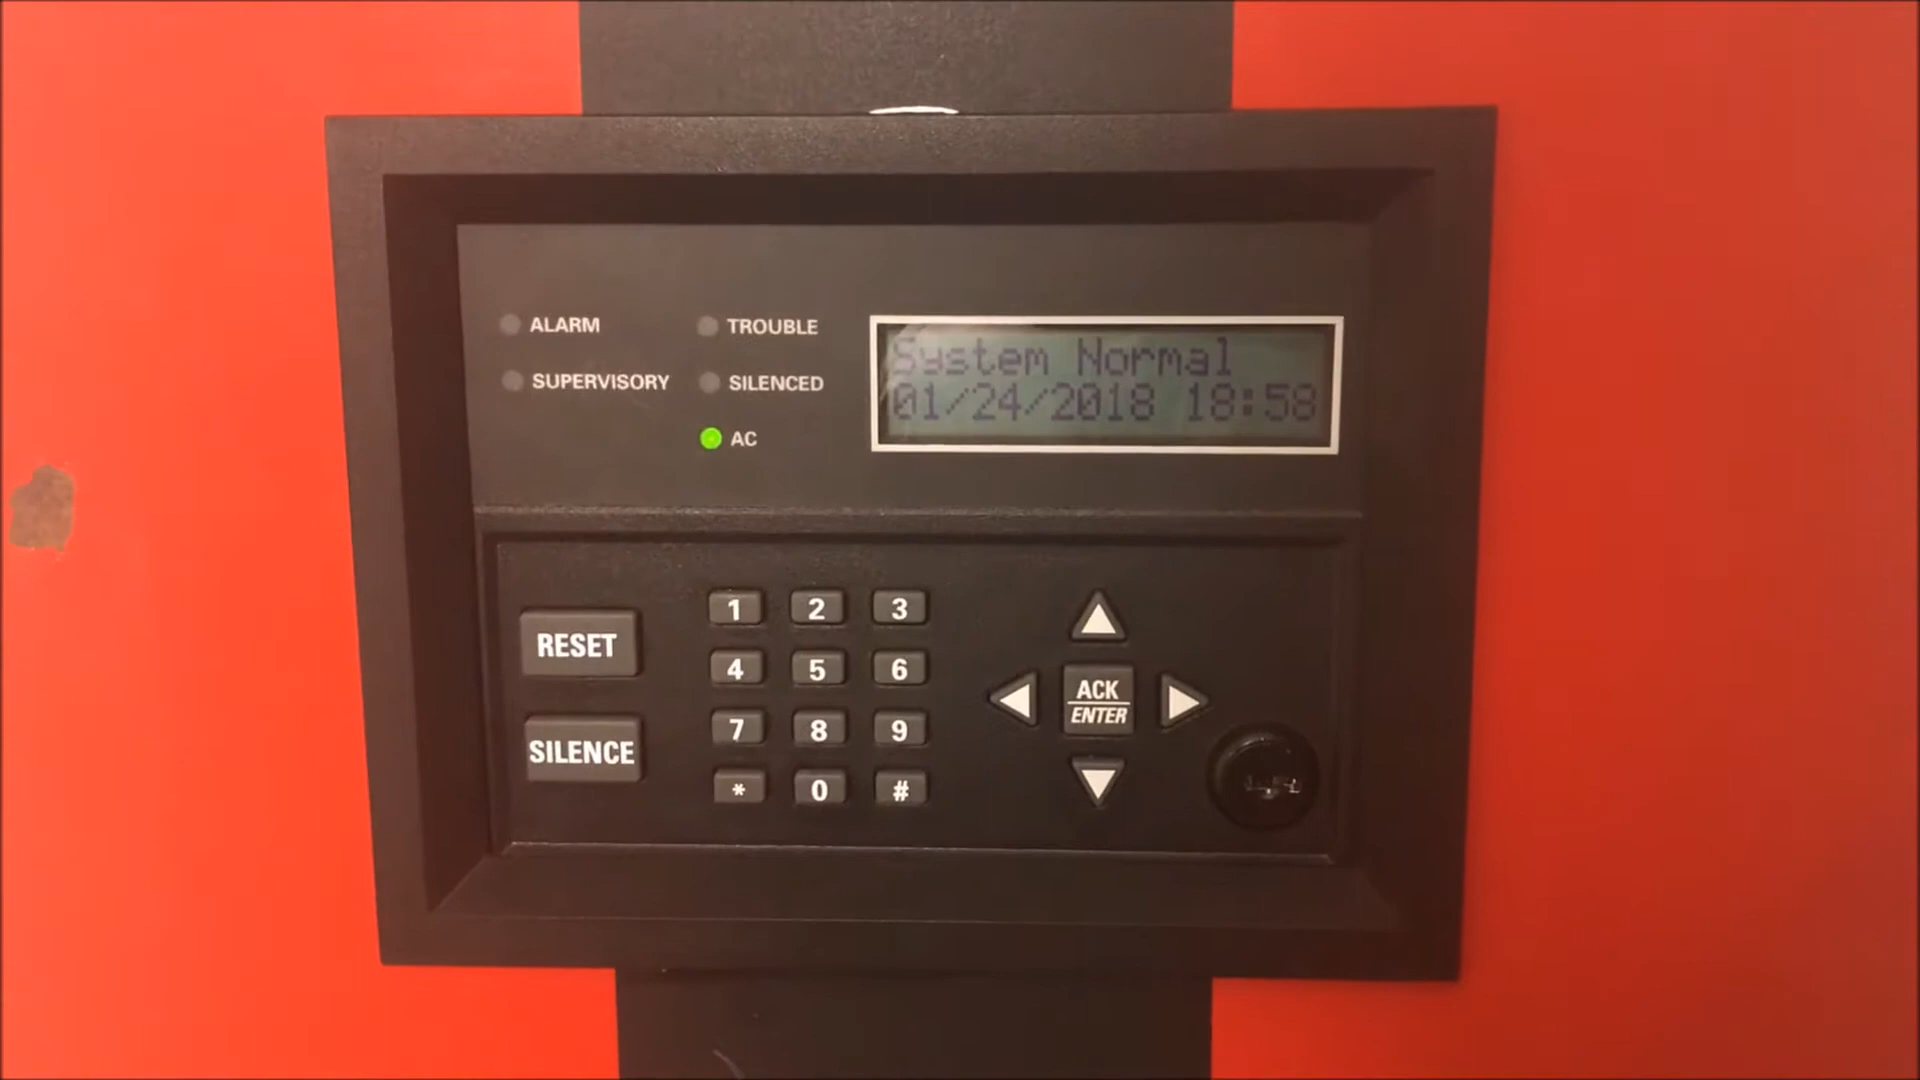 ALARM
TROUBLE
SUPERVISORY
SILENCED
AC
System Normal
01/24/2018 18:58
RESET
SILENCE
1 2 3
4 5 6
7 8 9
* 0 #
ACK
ENTER